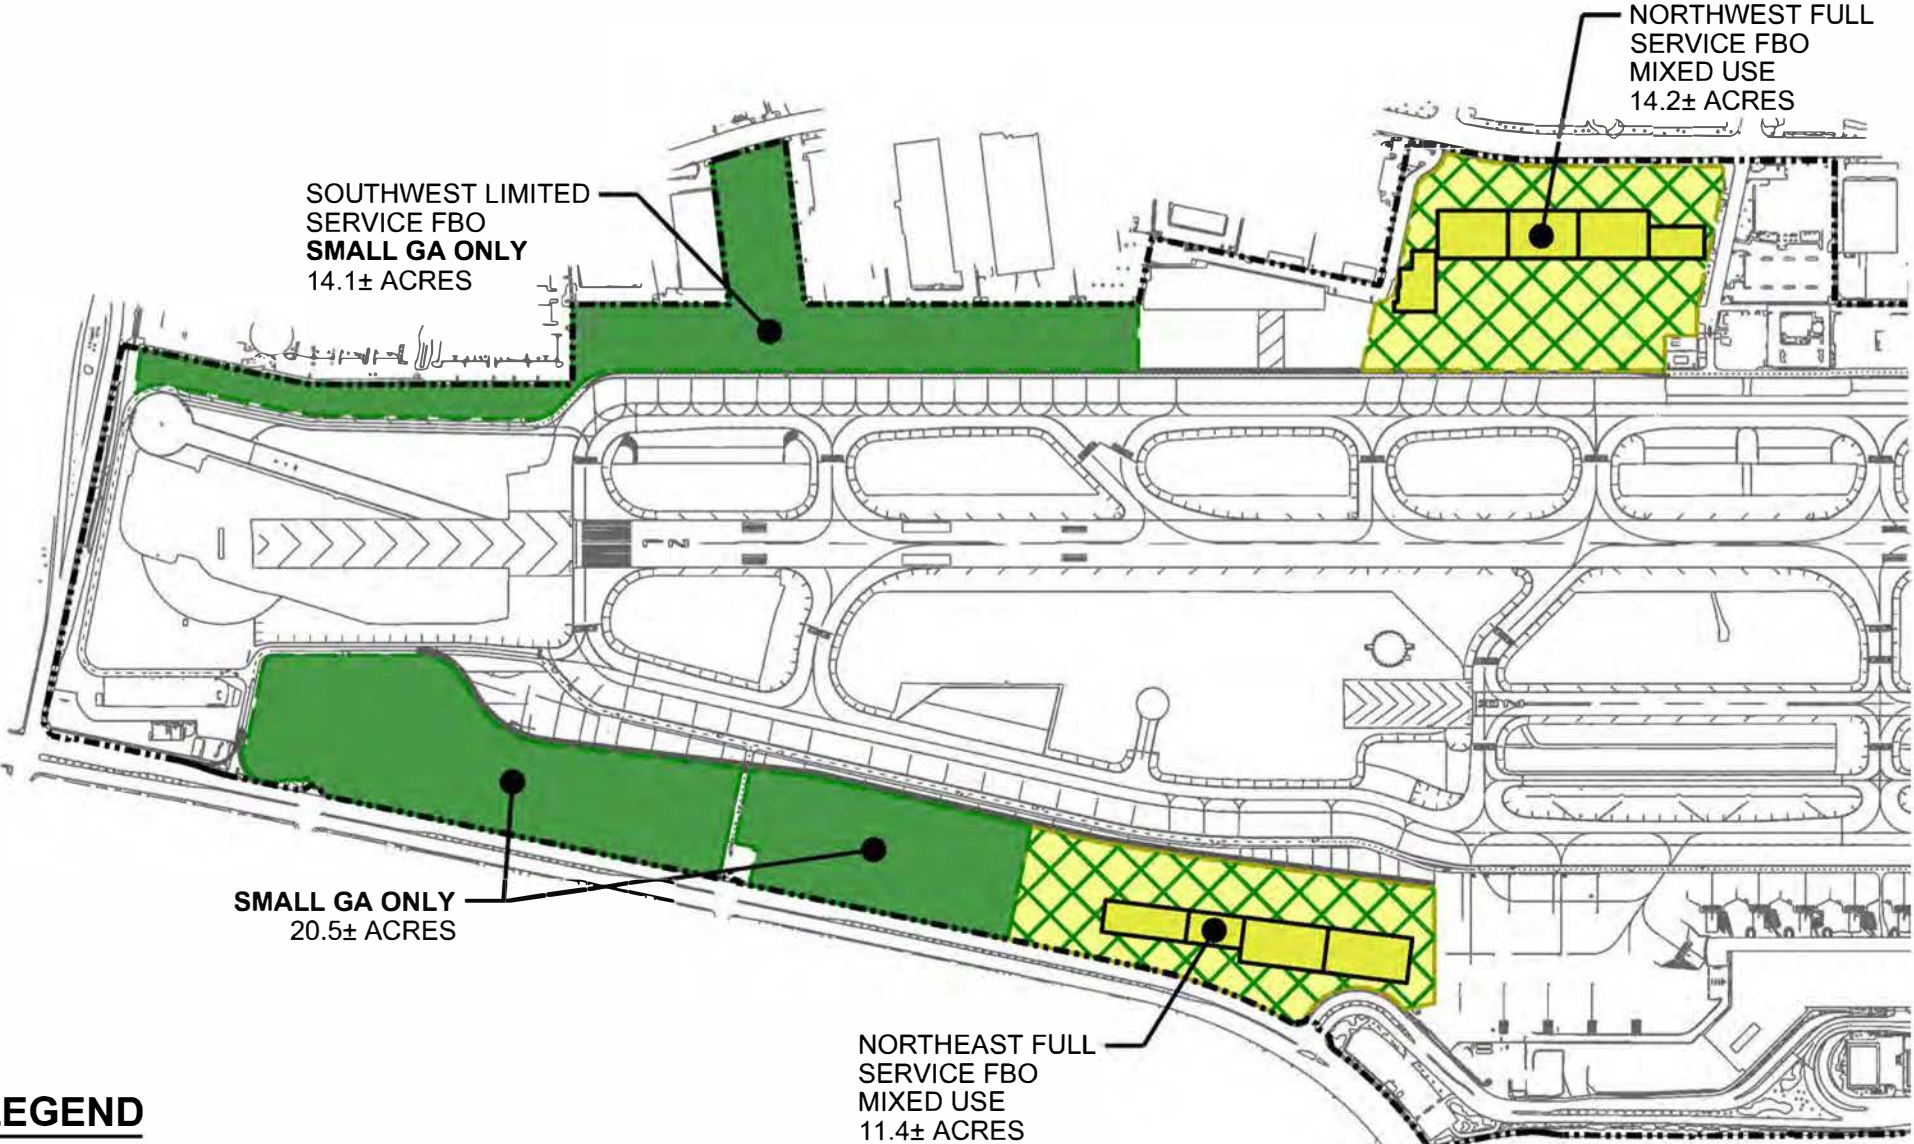 NORTHWEST FULL
SERVICE FBO
MIXED USE
14.2± ACRES
SOUTHWEST LIMITED
SERVICE FBO
SMALL GA ONLY
14.1± ACRES
SMALL GA ONLY
20.5± ACRES
NORTHEAST FULL
SERVICE FBO
MIXED USE
11.4± ACRES
EGEND